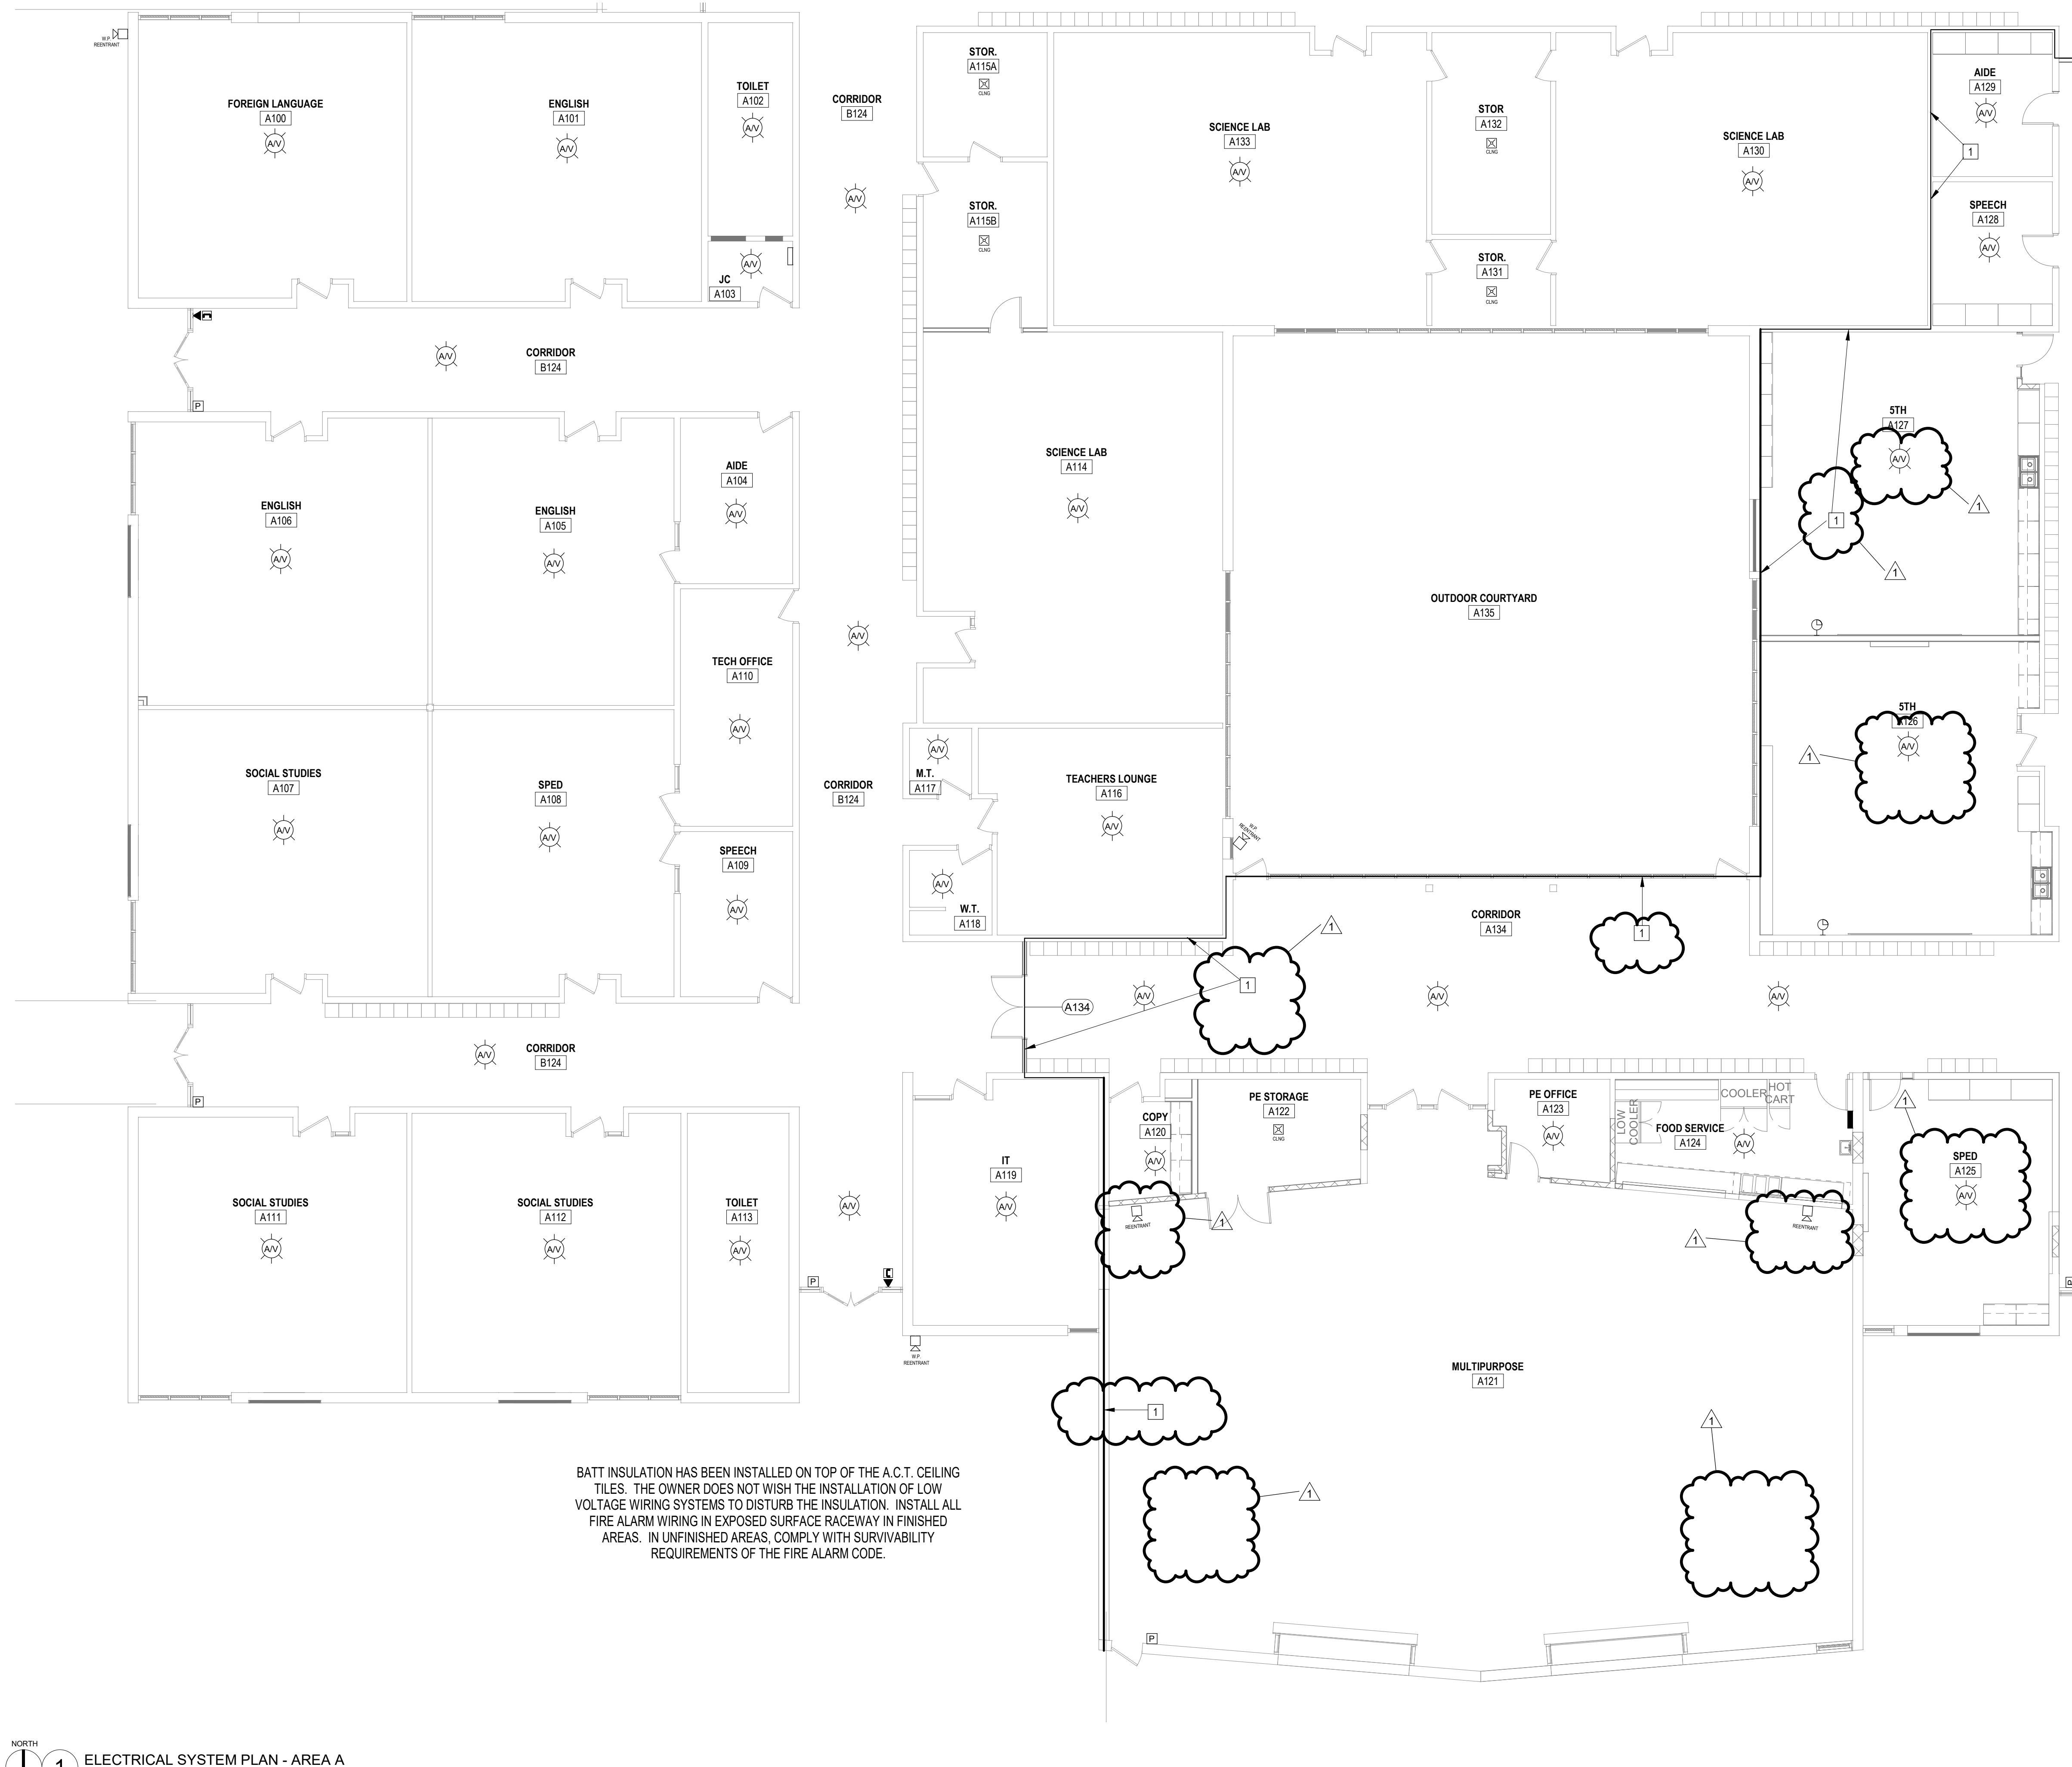 W.P.
REENTRANT
FOREIGN LANGUAGE
A100
A/V
ENGLISH
A101
A/V
TOILET
A102
A/V
JC
A103
A/V
CORRIDOR
B124
A/V
STOR.
A115A
CLNG
STOR.
A115B
CLNG
SCIENCE LAB
A133
A/V
STOR
A132
CLNG
STOR.
A131
CLNG
SCIENCE LAB
A130
A/V
AIDE
A129
A/V
1
SPEECH
A128
A/V
CORRIDOR
B124
A/V
P
ENGLISH
A106
A/V
ENGLISH
A105
A/V
AIDE
A104
A/V
TECH OFFICE
A110
A/V
A/V
SCIENCE LAB
A114
A/V
OUTDOOR COURTYARD
A135
5TH
A127
A/V
1
1
1
5TH
A126
A/V
1
SOCIAL STUDIES
A107
A/V
SPED
A108
A/V
SPEECH
A109
A/V
CORRIDOR
B124
M.T.
A117
A/V
TEACHERS LOUNGE
A116
A/V
W.P.
REENTRANT
W.T.
A118
A/V
CORRIDOR
A134
1
1
1
A134
A/V
A/V
A/V
CORRIDOR
B124
A/V
P
SOCIAL STUDIES
A111
A/V
SOCIAL STUDIES
A112
A/V
TOILET
A113
A/V
A/V
P
IT
A119
A/V
W.P.
REENTRANT
COPY
A120
A/V
PE STORAGE
A122
CLNG
PE OFFICE
A123
A/V
LOW
COOLER
COOLER
HOT
CART
FOOD SERVICE
A124
A/V
SPED
A125
A/V
1
REENTRANT
1
REENTRANT
1
P
MULTIPURPOSE
A121
1
1
1
P
BATT INSULATION HAS BEEN INSTALLED ON TOP OF THE A.C.T. CEILING
TILES. THE OWNER DOES NOT WISH THE INSTALLATION OF LOW
VOLTAGE WIRING SYSTEMS TO DISTURB THE INSULATION. INSTALL ALL
FIRE ALARM WIRING IN EXPOSED SURFACE RACEWAY IN FINISHED
AREAS. IN UNFINISHED AREAS, COMPLY WITH SURVIVABILITY
REQUIREMENTS OF THE FIRE ALARM CODE.
NORTH
1
ELECTRICAL SYSTEM PLAN - AREA A